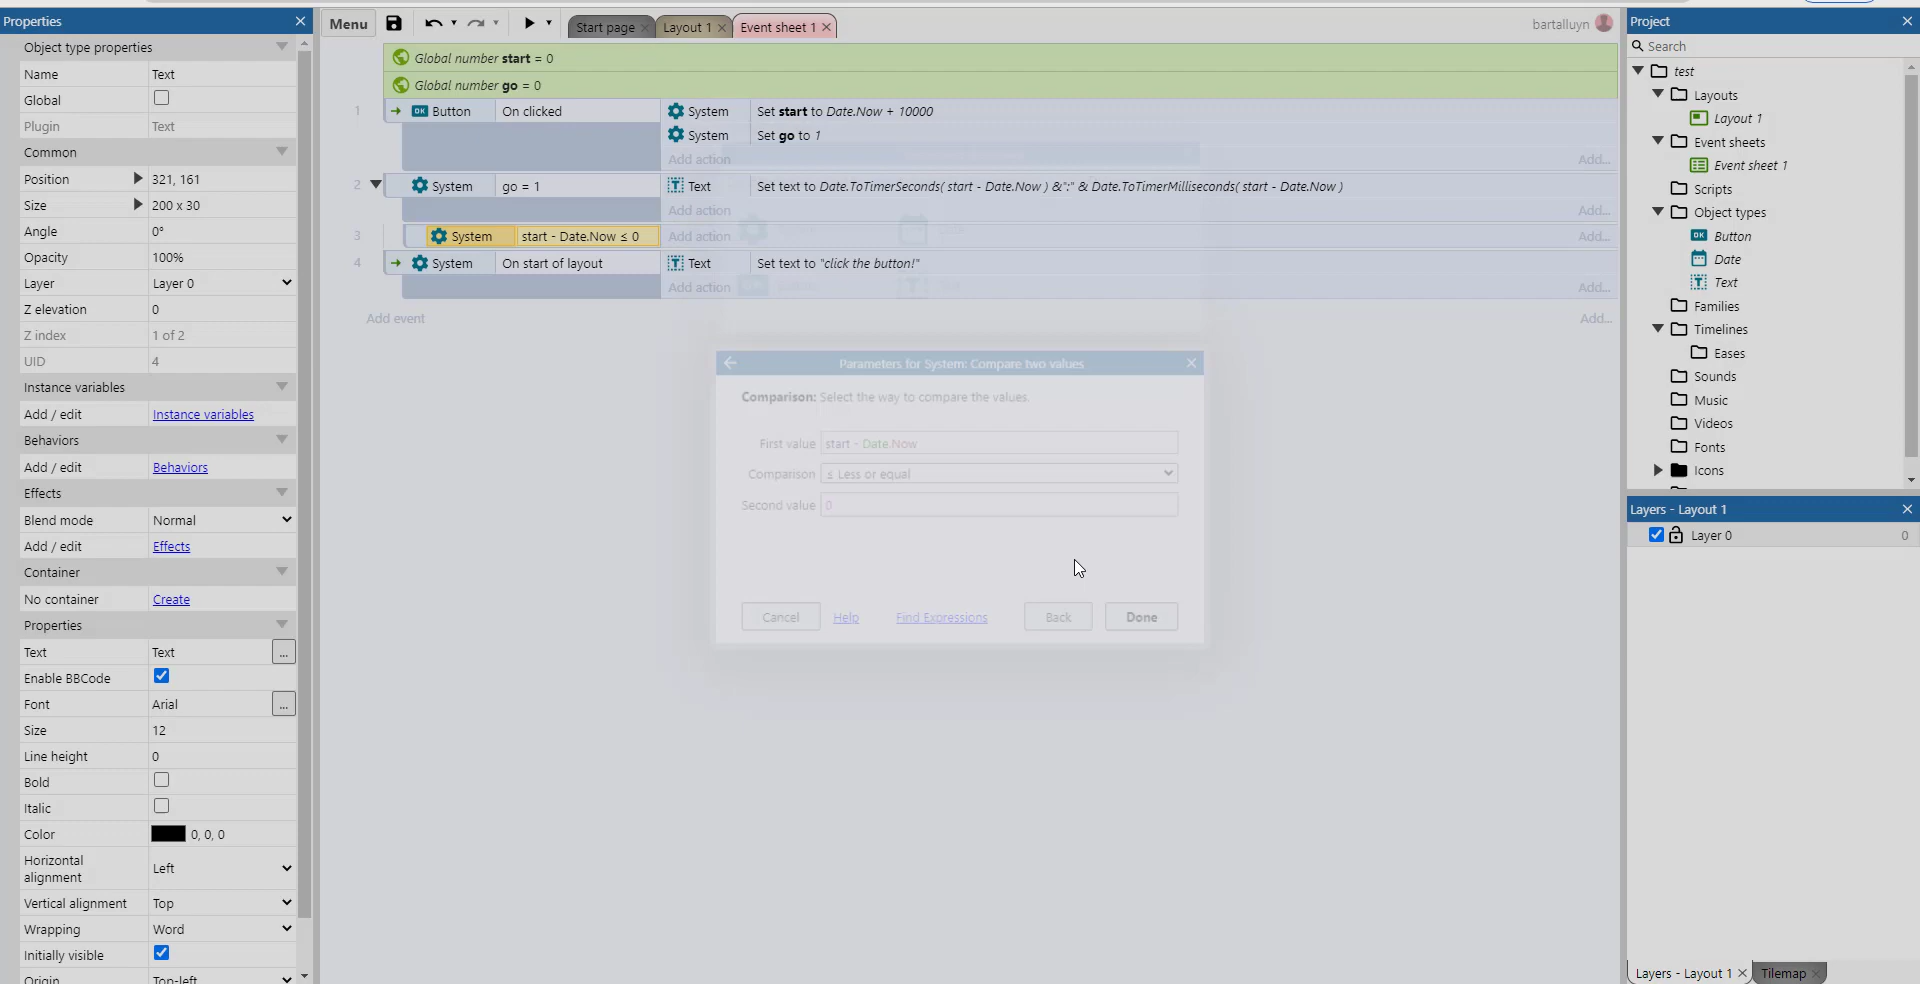 Properties
Object type properties
Name Text
Global
Plugin Text
Common
Position 321, 161
Size 200 x 30
Angle 0°
Opacity 100%
Layer Layer 0
Z elevation 0
Z index 1 of 2
UID 4
Instance variables
Add / edit Instance variables
Behaviors
Add / edit Behaviors
Effects
Blend mode Normal
Add / edit Effects
Container
No container Create
Properties
Text Text ...
Enable BBCode
Font Arial ...
Size 12
Line height 0
Bold
Italic
Color 0, 0, 0
Horizontal alignment Left
Vertical alignment Top
Wrapping Word
Initially visible
Origin Top-left
Menu
Start page
Layout 1
Event sheet 1
bartalluyn
Global number start = 0
Global number go = 0
1 Button On clicked System Set start to Date.Now + 10000
System Set go to 1
Add action Add...
2 System go = 1 Text Set text to Date.ToTimerSeconds( start - Date.Now ) &":" & Date.ToTimerMilliseconds( start - Date.Now )
Add action Add...
3 System start - Date.Now ≤ 0 Add action Add...
4 System On start of layout Text Set text to "click the button!"
Add action Add...
Add event Add...
Parameters for System: Compare two values
Comparison: Select the way to compare the values.
First value start - Date.Now
Comparison ≤ Less or equal
Second value 0
Cancel Help Find Expressions Back Done
Project
Search
test
Layouts
Layout 1
Event sheets
Event sheet 1
Scripts
Object types
Button
Date
Text
Families
Timelines
Eases
Sounds
Music
Videos
Fonts
Icons
Layers - Layout 1
Layer 0 0
Layers - Layout 1
Tilemap